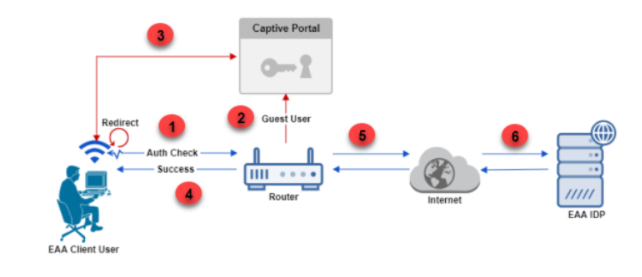 Captive Portal
3
Redirect
1
2
Guest User
5
6
Auth Check
Success
4
Router
Internet
EAA IDP
EAA Client User